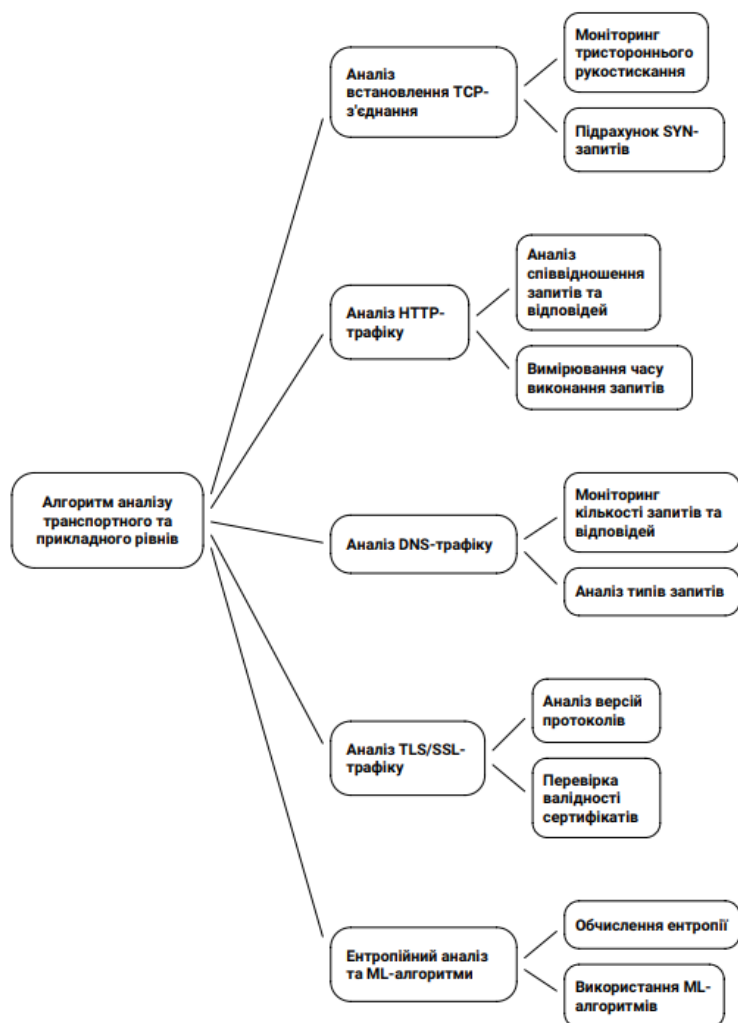 Моніторинг
тристороннього
рукостискання
Аналіз
встановлення TCP-
з'єднання
Підрахунок SYN-
запитів
Аналіз
співвідношення
запитів та
відповідей
Аналіз HTTP-
трафіку
Вимірювання часу
виконання запитів
Алгоритм аналізу
транспортного та
прикладного рівнів
Моніторинг
кількості запитів та
відповідей
Аналіз DNS-трафіку
Аналіз типів запитів
Аналіз версій
протоколів
Аналіз TLS/SSL-
трафіку
Перевірка
валідності
сертифікатів
Обчислення ентропії
Ентропійний аналіз
та ML-алгоритми
Використання ML-
алгоритмів